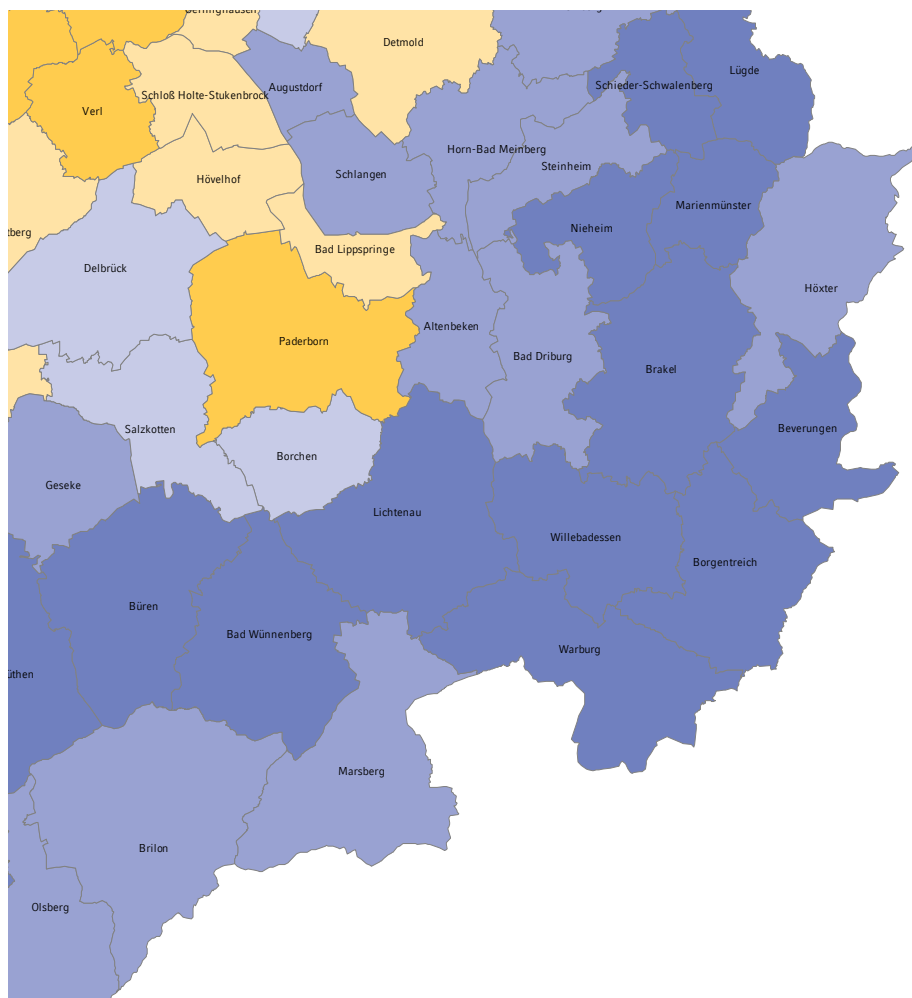 Detmold
Lügde
Schieder-Schwalenberg
Augustdorf
Schloß Holte-Stukenbrock
Verl
Horn-Bad Meinberg
Steinheim
Schlangen
Hövelhof
Marienmünster
Nieheim
tberg
Bad Lippspringe
Delbrück
Höxter
Altenbeken
Paderborn
Bad Driburg
Brakel
Salzkotten
Beverungen
Borchen
Geseke
Lichtenau
Willebadessen
Borgentreich
Büren
Bad Wünnenberg
Warburg
üthen
Marsberg
Brilon
Olsberg